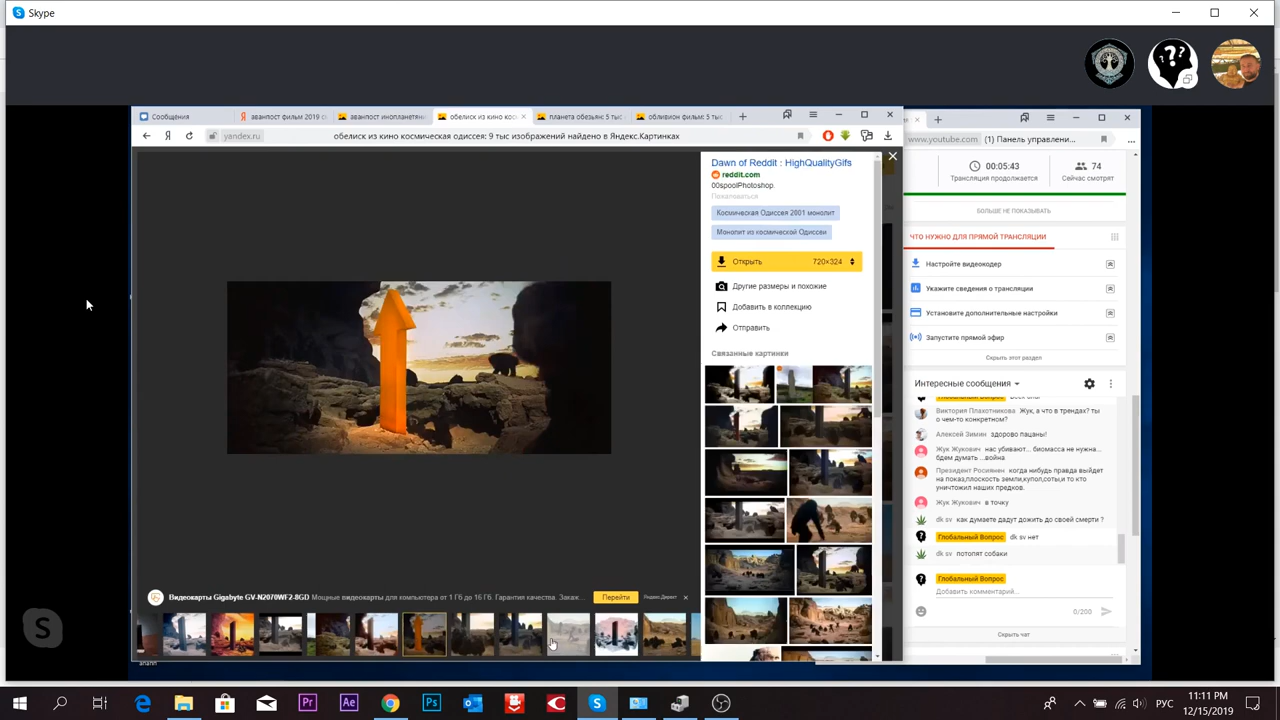 Skype
Сообщения
аванпост фильм 2019 с
аванпост инопланетян
обелиск из кино кос
планета обезьян: 5 тыс
обливион фильм: 5 тыс
yandex.ru
обелиск из кино космическая одиссея: 9 тыс изображений найдено в Яндекс.Картинках
www.youtube.com
(1) Панель управлени...
Dawn of Reddit : HighQualityGifs
reddit.com
00spoolPhotoshop.
Пожаловаться
Космическая Одиссея 2001 монолит
Монолит из космической Одиссеи
Открыть
720×324
Другие размеры и похожие
Добавить в коллекцию
Отправить
Связанные картинки
Видеокарты Gigabyte GV-N2070WF2-8GD
Мощные видеокарты для компьютера от 1 Гб до 16 Гб. Гарантия качества. Закаж...
Перейти
Яндекс.Директ
00:05:43
Трансляция продолжается
74
Сейчас смотрят
БОЛЬШЕ НЕ ПОКАЗЫВАТЬ
ЧТО НУЖНО ДЛЯ ПРЯМОЙ ТРАНСЛЯЦИИ
Настройте видеокодер
Укажите сведения о трансляции
Установите дополнительные настройки
Запустите прямой эфир
Скрыть этот раздел
Интересные сообщения
Глобальный Вопрос
Виктория Плахотникова Жук, а что в трендах? ты
о чем-то конкретном?
Алексей Зимин здорово пацаны!
Жук Жукович нас убивают... биомасса не нужна...
бдем думать ...война.
Президент Росиянен когда нибудь правда выйдет
на показ,плоскость земли,купол,соты,и то кто
уничтожил наших предков.
Жук Жукович в точку
dk sv как думаете дадут дожить до своей смерти ?
Глобальный Вопрос dk sv нет
dk sv потопят собаки
Глобальный Вопрос
Добавить комментарий...
0/200
Скрыть чат
РУС
11:11 PM
12/15/2019